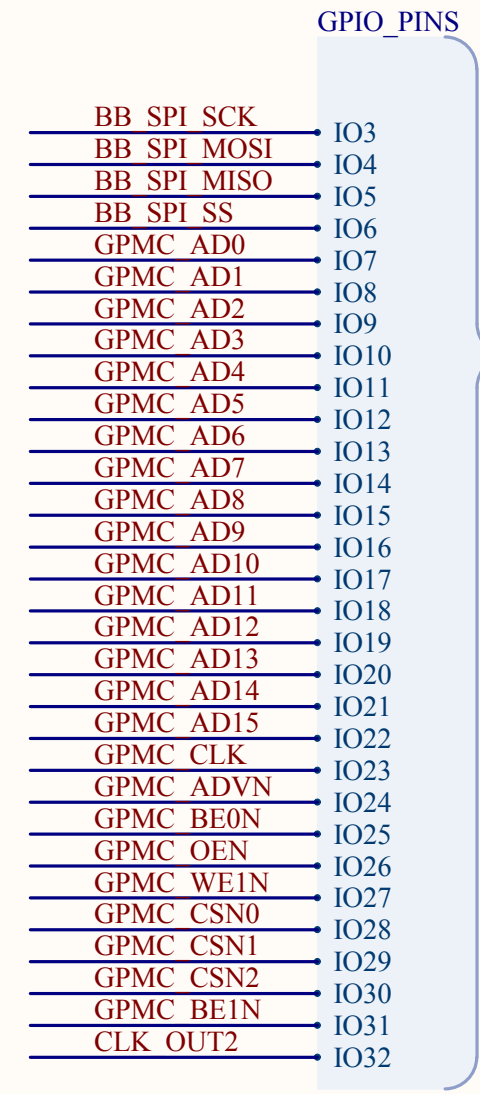 GPIO_PINS
BB_SPI_SCK IO3
BB_SPI_MOSI IO4
BB_SPI_MISO IO5
BB_SPI_SS IO6
GPMC_AD0 IO7
GPMC_AD1 IO8
GPMC_AD2 IO9
GPMC_AD3 IO10
GPMC_AD4 IO11
GPMC_AD5 IO12
GPMC_AD6 IO13
GPMC_AD7 IO14
GPMC_AD8 IO15
GPMC_AD9 IO16
GPMC_AD10 IO17
GPMC_AD11 IO18
GPMC_AD12 IO19
GPMC_AD13 IO20
GPMC_AD14 IO21
GPMC_AD15 IO22
GPMC_CLK IO23
GPMC_ADVN IO24
GPMC_BE0N IO25
GPMC_OEN IO26
GPMC_WE1N IO27
GPMC_CSN0 IO28
GPMC_CSN1 IO29
GPMC_CSN2 IO30
GPMC_BE1N IO31
CLK_OUT2 IO32